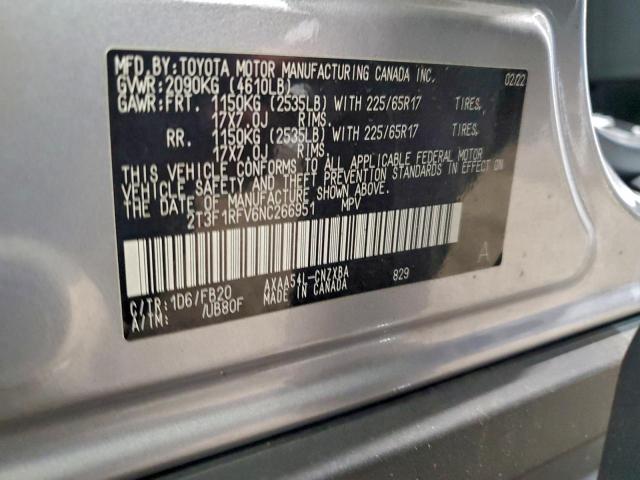 MFD.BY:TOYOTA MOTOR MANUFACTURING CANADA INC. 02/22
GVWR:2090KG (4610LB)
GAWR:FRT. 1150KG (2535LB) WITH 225/65R17 TIRES,
17X7.0J RIMS,
RR. 1150KG (2535LB) WITH 225/65R17 TIRES,
17X7.0J RIMS,
THIS VEHICLE CONFORMS TO ALL APPLICABLE FEDERAL MOTOR
VEHICLE SAFETY AND THEFT PREVENTION STANDARDS IN EFFECT ON
THE DATE OF MANUFACTURE SHOWN ABOVE.
2T3F1RFV6NC266951 MPV
A
C/TR:1D6/FB20 AXAA54L-CNZXBA 829
A/TM: /UB80F MADE IN CANADA